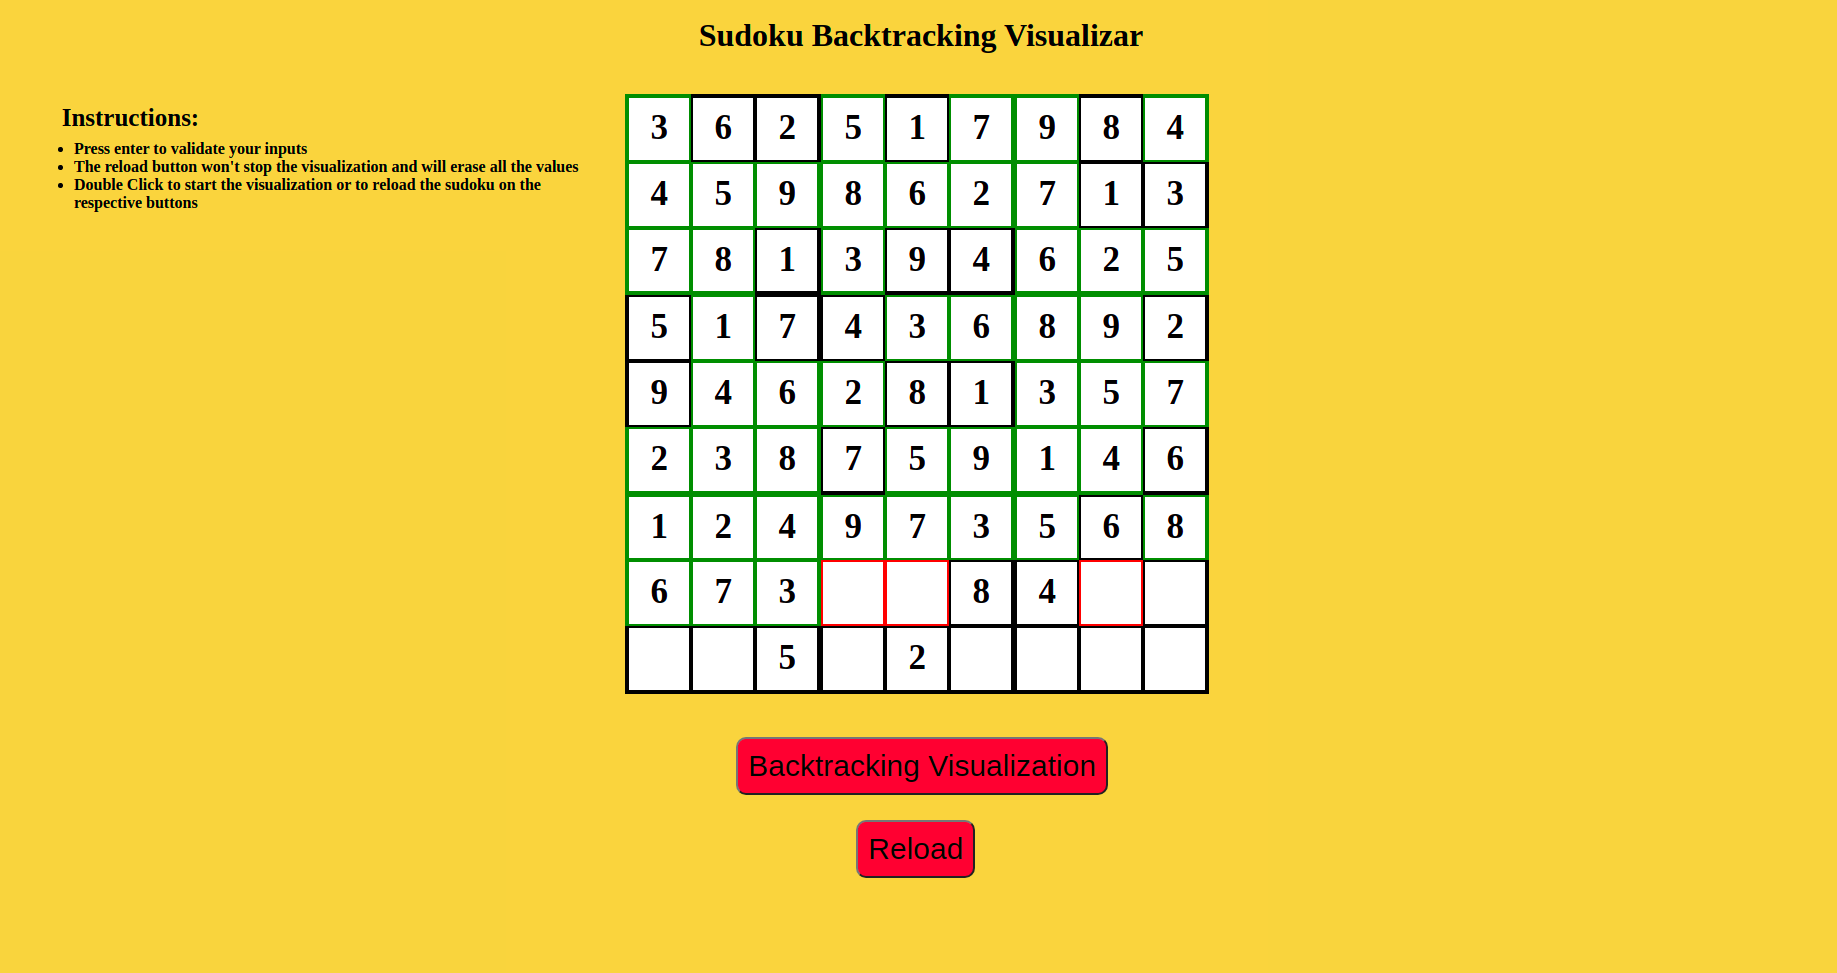 Sudoku Backtracking Visualizar
Instructions:
Press enter to validate your inputs
The reload button won't stop the visualization and will erase all the values
Double Click to start the visualization or to reload the sudoku on the
respective buttons
3 6 2 5 1 7 9 8 4
4 5 9 8 6 2 7 1 3
7 8 1 3 9 4 6 2 5
5 1 7 4 3 6 8 9 2
9 4 6 2 8 1 3 5 7
2 3 8 7 5 9 1 4 6
1 2 4 9 7 3 5 6 8
6 7 3 8 4
5 2
Backtracking Visualization
Reload